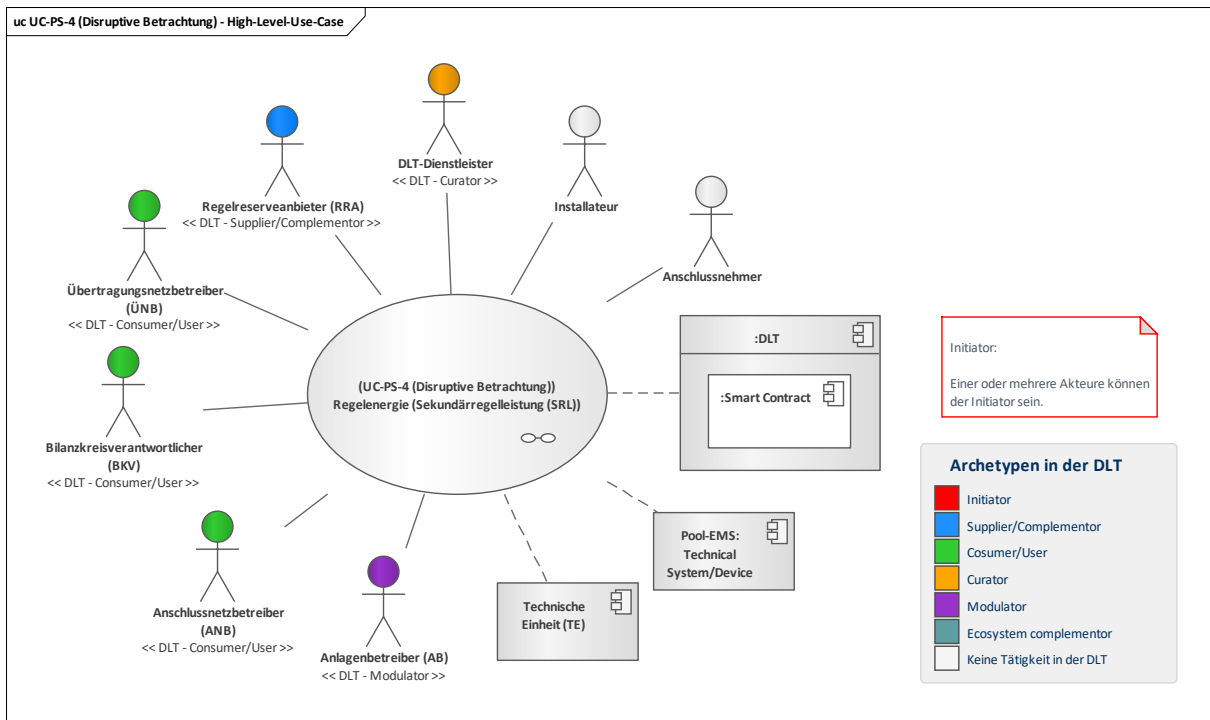 uc UC-PS-4 (Disruptive Betrachtung) - High-Level-Use-Case
DLT-Dienstleister
<< DLT - Curator >>
Regelreserveanbieter (RRA)
<< DLT - Supplier/Complementor >>
Installateur
Anschlussnehmer
Übertragungsnetzbetreiber
(ÜNB)
<< DLT - Consumer/User >>
Bilanzkreisverantwortlicher
(BKV)
<< DLT - Consumer/User >>
Anschlussnetzbetreiber
(ANB)
<< DLT - Consumer/User >>
Anlagenbetreiber (AB)
<< DLT - Modulator >>
(UC-PS-4 (Disruptive Betrachtung))
Regelenergie (Sekundärregelleistung (SRL))
:DLT
:Smart Contract
Pool-EMS:
Technical
System/Device
Technische
Einheit (TE)
Initiator:
Einer oder mehrere Akteure können
der Initiator sein.
Archetypen in der DLT
Initiator
Supplier/Complementor
Cosumer/User
Curator
Modulator
Ecosystem complementor
Keine Tätigkeit in der DLT